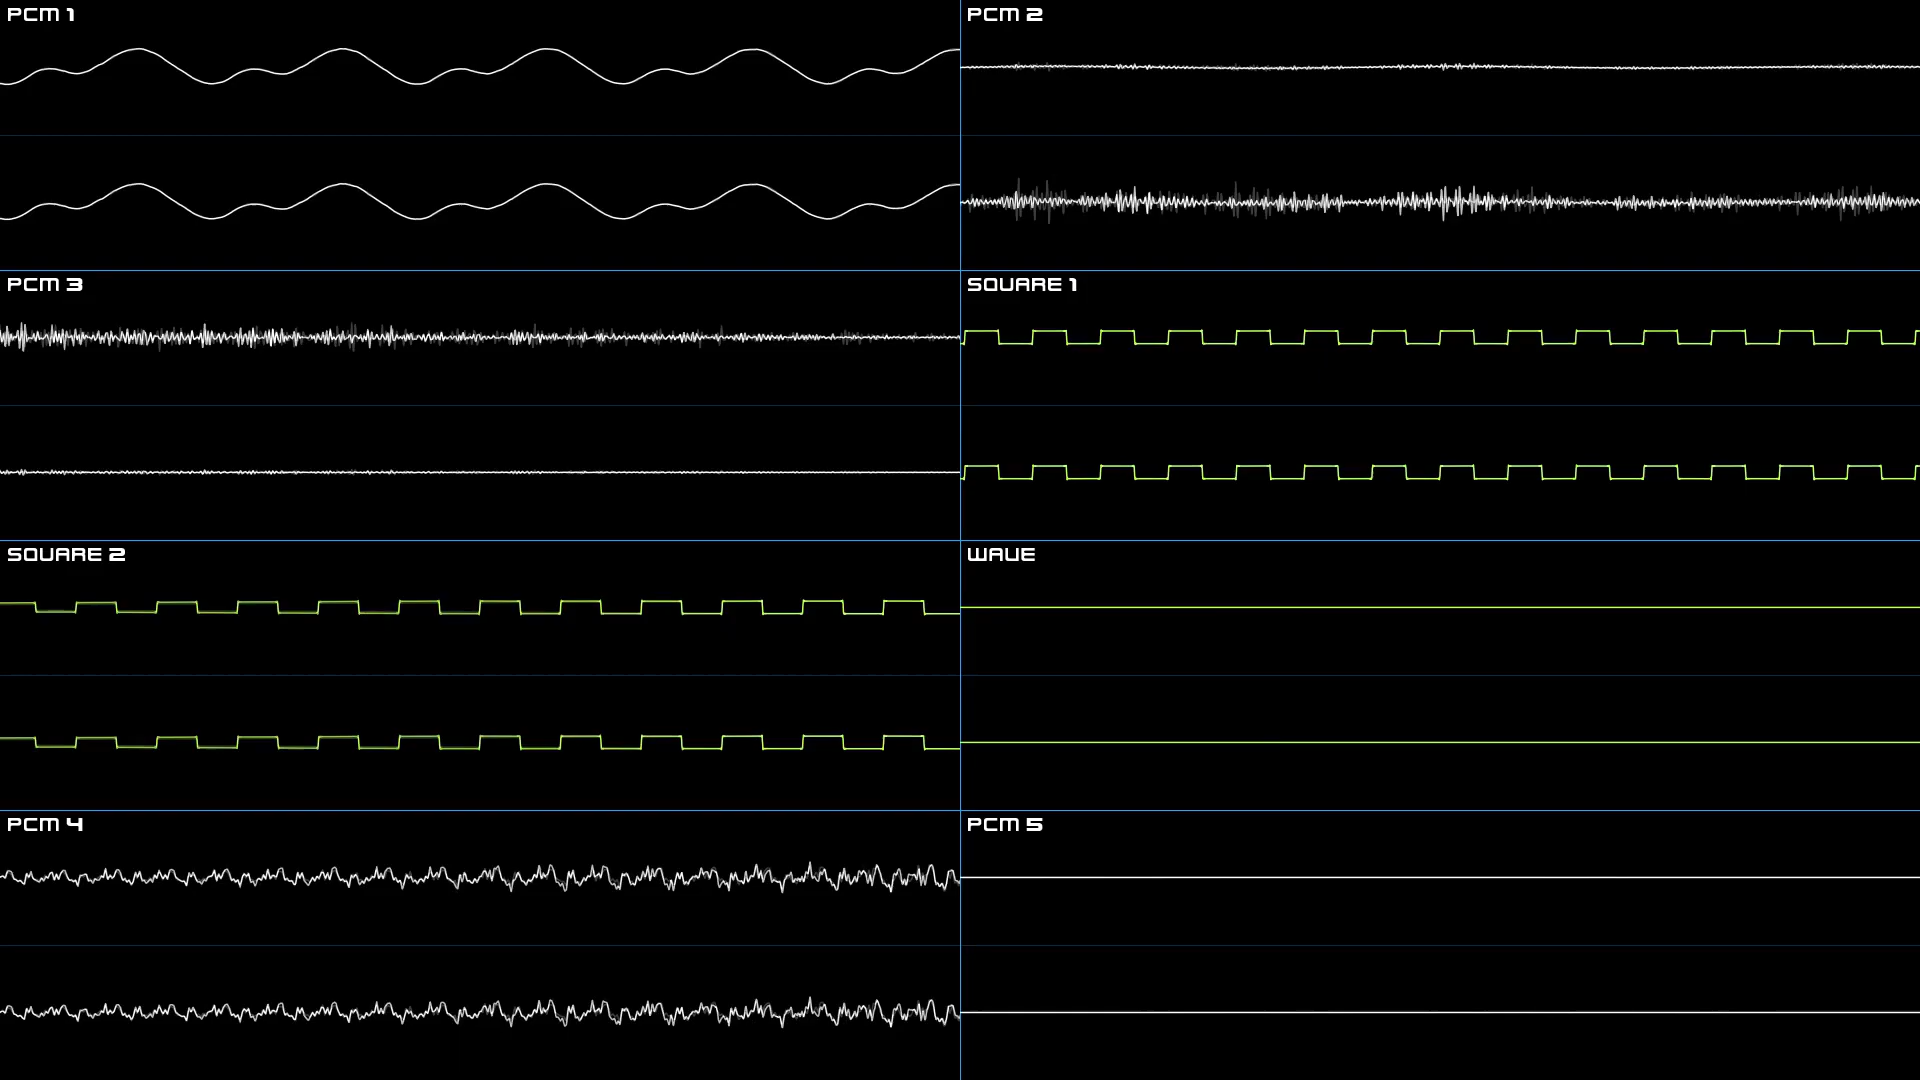 PCM 1
PCM 2
PCM 3
SQUARE 1
SQUARE 2
WAVE
PCM 4
PCM 5